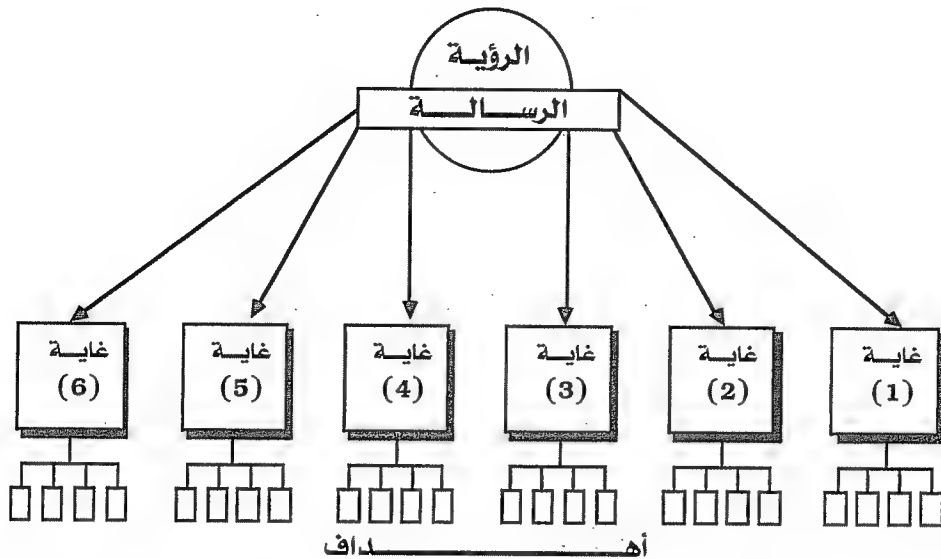 الرؤية
الرسالة
غاية
(1)
غاية
(2)
غاية
(3)
غاية
(4)
غاية
(5)
غاية
(6)
أهداف